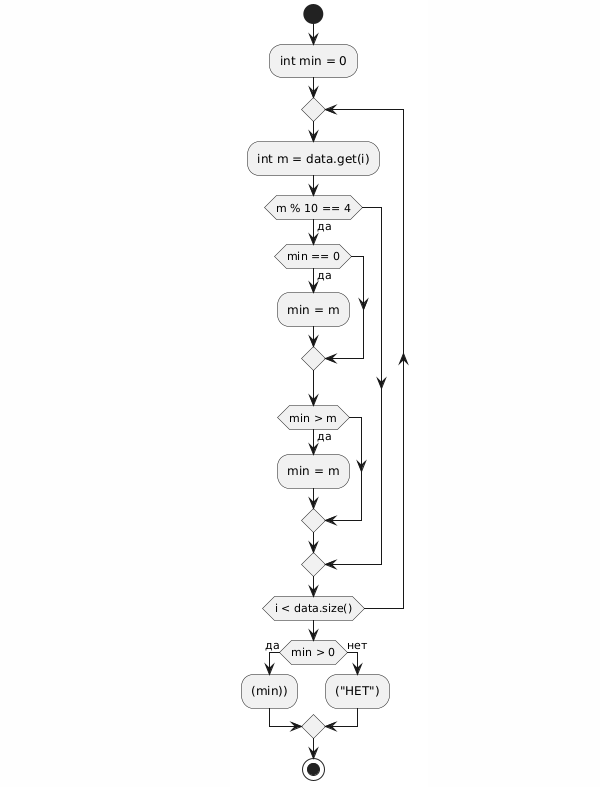 int min = 0
int m = data.get(i)
m % 10 == 4
да
min == 0
да
min = m
min > m
да
min = m
i < data.size()
да
min > 0
нет
(min))
("НЕТ")